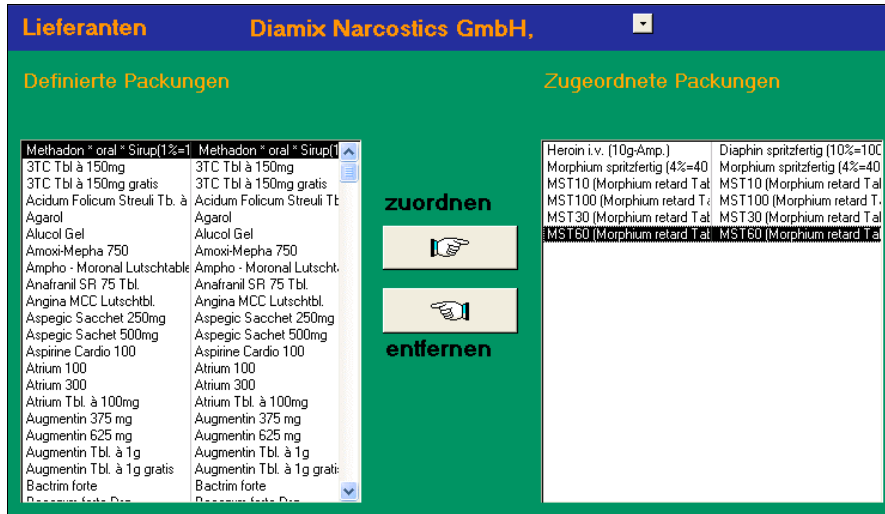 Lieferanten Diamix Narcostics GmbH,
Definierte Packungen Zugeordnete Packungen
Methadon * oral * Sirup(1%=1 Methadon * oral * Sirup(1
3TC Tbl à 150mg 3TC Tbl à 150mg
3TC Tbl à 150mg gratis 3TC Tbl à 150mg gratis
Acidum Folicum Streuli Tb. à Acidum Folicum Streuli Tb
Agarol Agarol
Alucol Gel Alucol Gel
Amoxi-Mepha 750 Amoxi-Mepha 750
Ampho - Moronal Lutschtable Ampho - Moronal Lutscht
Anafranil SR 75 Tbl. Anafranil SR 75 Tbl.
Angina MCC Lutschtbl. Angina MCC Lutschtbl.
Aspegic Sacchet 250mg Aspegic Sacchet 250mg
Aspegic Sachet 500mg Aspegic Sachet 500mg
Aspirine Cardio 100 Aspirine Cardio 100
Atrium 100 Atrium 100
Atrium 300 Atrium 300
Atrium Tbl. à 100mg Atrium Tbl. à 100mg
Augmentin 375 mg Augmentin 375 mg
Augmentin 625 mg Augmentin 625 mg
Augmentin Tbl. à 1g Augmentin Tbl. à 1g
Augmentin Tbl. à 1g gratis Augmentin Tbl. à 1g grati
Bactrim forte Bactrim forte
zuordnen
entfernen
Heroin i.v. (10g-Amp.) Diaphin spritzfertig (10%=100
Morphium spritzfertig (4%=40 Morphium spritzfertig (4%=40
MST10 (Morphium retard Tab MST10 (Morphium retard Tal
MST100 (Morphium retard Ta MST100 (Morphium retard T
MST30 (Morphium retard Tab MST30 (Morphium retard Tal
MST60 (Morphium retard Tab MST60 (Morphium retard Tal